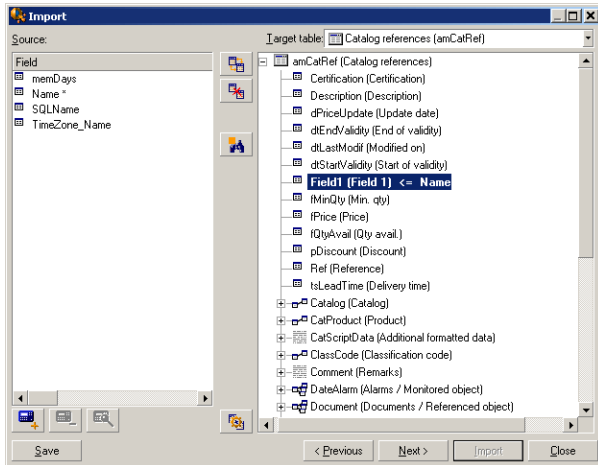 Import
Source:
Target table: Catalog references (amCatRef)
Field
memDays
Name *
SQLName
TimeZone_Name
amCatRef (Catalog references)
Certification (Certification)
Description (Description)
dPriceUpdate (Update date)
dtEndValidity (End of validity)
dtLastModif (Modified on)
dtStartValidity (Start of validity)
Field1 (Field 1) <= Name
fMinQty (Min. qty)
fPrice (Price)
fQtyAvail (Qty avail.)
pDiscount (Discount)
Ref (Reference)
tsLeadTime (Delivery time)
Catalog (Catalog)
CatProduct (Product)
CatScriptData (Additional formatted data)
ClassCode (Classification code)
Comment (Remarks)
DateAlarm (Alarms / Monitored object)
Document (Documents / Referenced object)
Save
< Previous
Next >
Import
Close